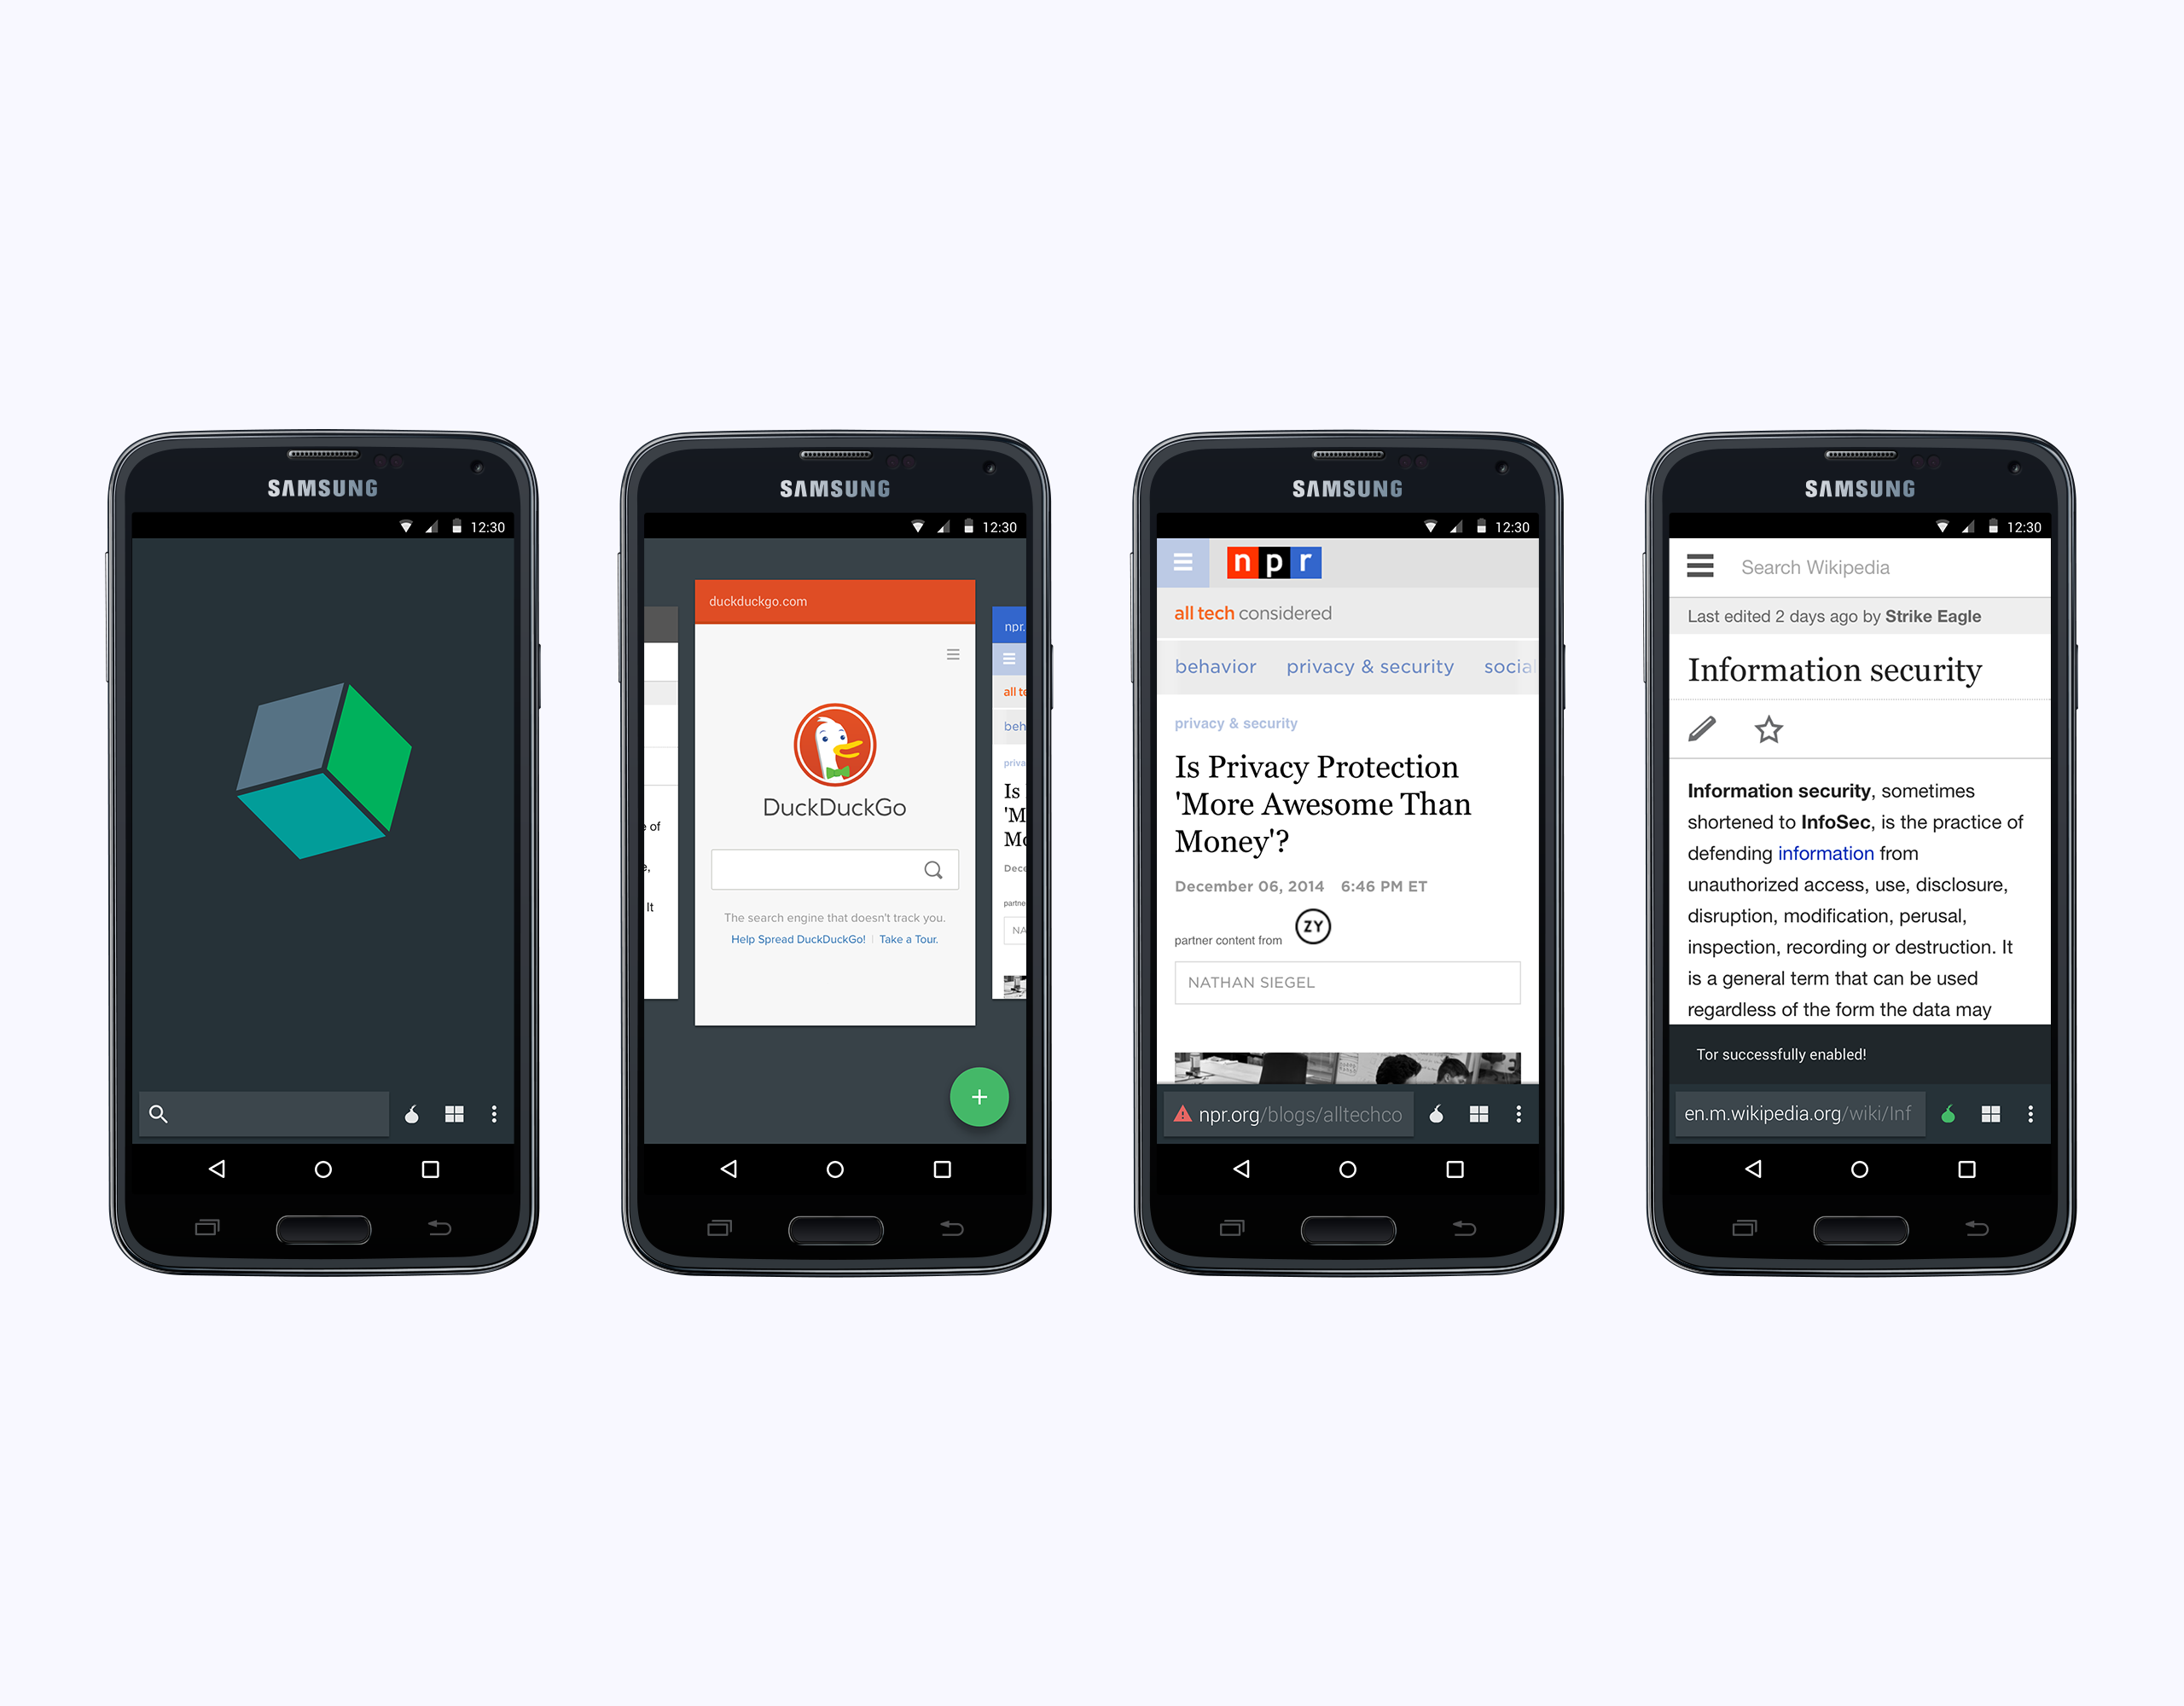 SAMSUNG
12:30
SAMSUNG
12:30
e of
e,
It
duckduckgo.com
DuckDuckGo
The search engine that doesn't track you.
Help Spread DuckDuckGo! | Take a Tour.
npr.
all te
beh
priva
Is
'M
Mo
Dece
partne
NA
+
SAMSUNG
12:30
npr
all tech considered
behavior privacy & security social
privacy & security
Is Privacy Protection
'More Awesome Than
Money'?
December 06, 2014 6:46 PM ET
partner content from ZY
NATHAN SIEGEL
npr.org/blogs/alltechco
SAMSUNG
12:30
Search Wikipedia
Last edited 2 days ago by Strike Eagle
Information security
Information security, sometimes
shortened to InfoSec, is the practice of
defending information from
unauthorized access, use, disclosure,
disruption, modification, perusal,
inspection, recording or destruction. It
is a general term that can be used
regardless of the form the data may
Tor successfully enabled!
en.m.wikipedia.org/wiki/Inf